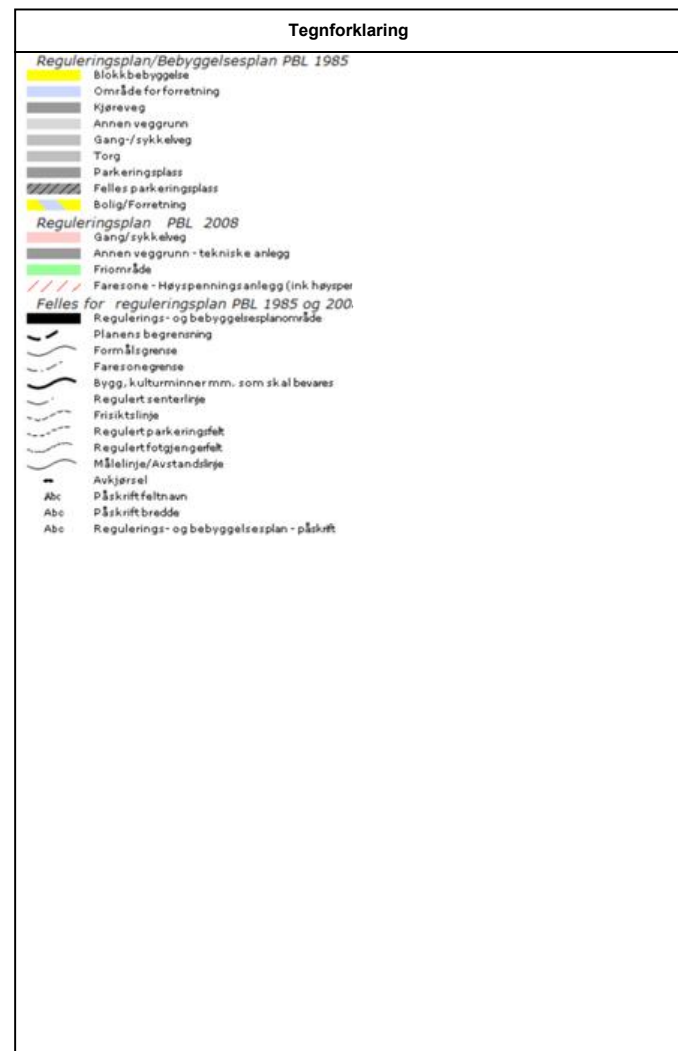 Tegnforklaring
Reguleringsplan/Bebyggelsesplan PBL 1985
Blokkbebyggelse
Område for forretning
Kjøreveg
Annen veggrunn
Gang-/sykkelveg
Torg
Parkeringsplass
Felles parkeringsplass
Bolig/Forretning
Reguleringsplan PBL 2008
Gang/sykkelveg
Annen veggrunn - tekniske anlegg
Friområde
Faresone - Høyspenningsanlegg (ink høyspen
Felles for reguleringsplan PBL 1985 og 200
Regulerings- og bebyggelsesplanområde
Planens begrensning
Formålsgrense
Faresonegrense
Bygg, kulturminner mm. som skal bevares
Regulert senterlinje
Frisiktslinje
Regulert parkeringsfelt
Regulert fotgjengerfelt
Målelinje/Avstandslinje
Avkjørsel
Abc Påskrift feltnavn
Abc Påskrift bredde
Abc Regulerings- og bebyggelsesplan - påskrift